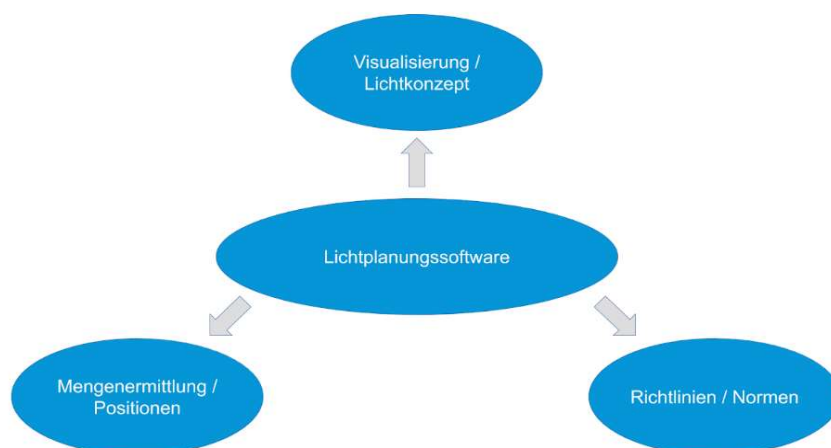 Visualisierung /
Lichtkonzept
Lichtplanungssoftware
Mengenermittlung /
Positionen
Richtlinien / Normen